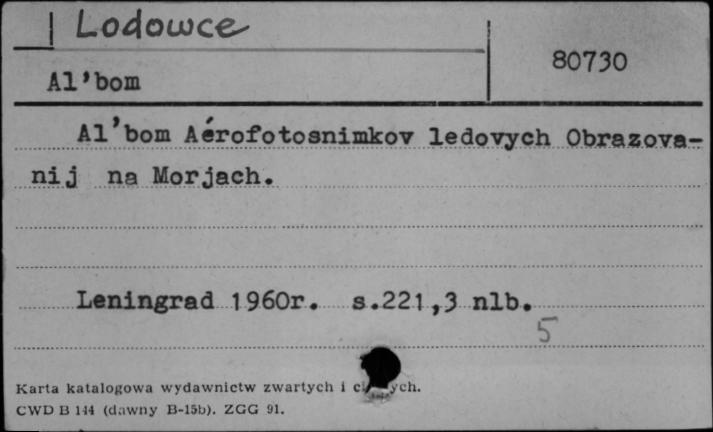 Lodowce
80730
Al'bom
Al'bom Aérofotosnimkov ledovych Obrazova-
nij na Morjach.
Leningrad 1960r. s.221,3 nlb.
5
Karta katalogowa wydawnictw zwartych i
CWD B 144 (dawny B-15b). ZGG 91.